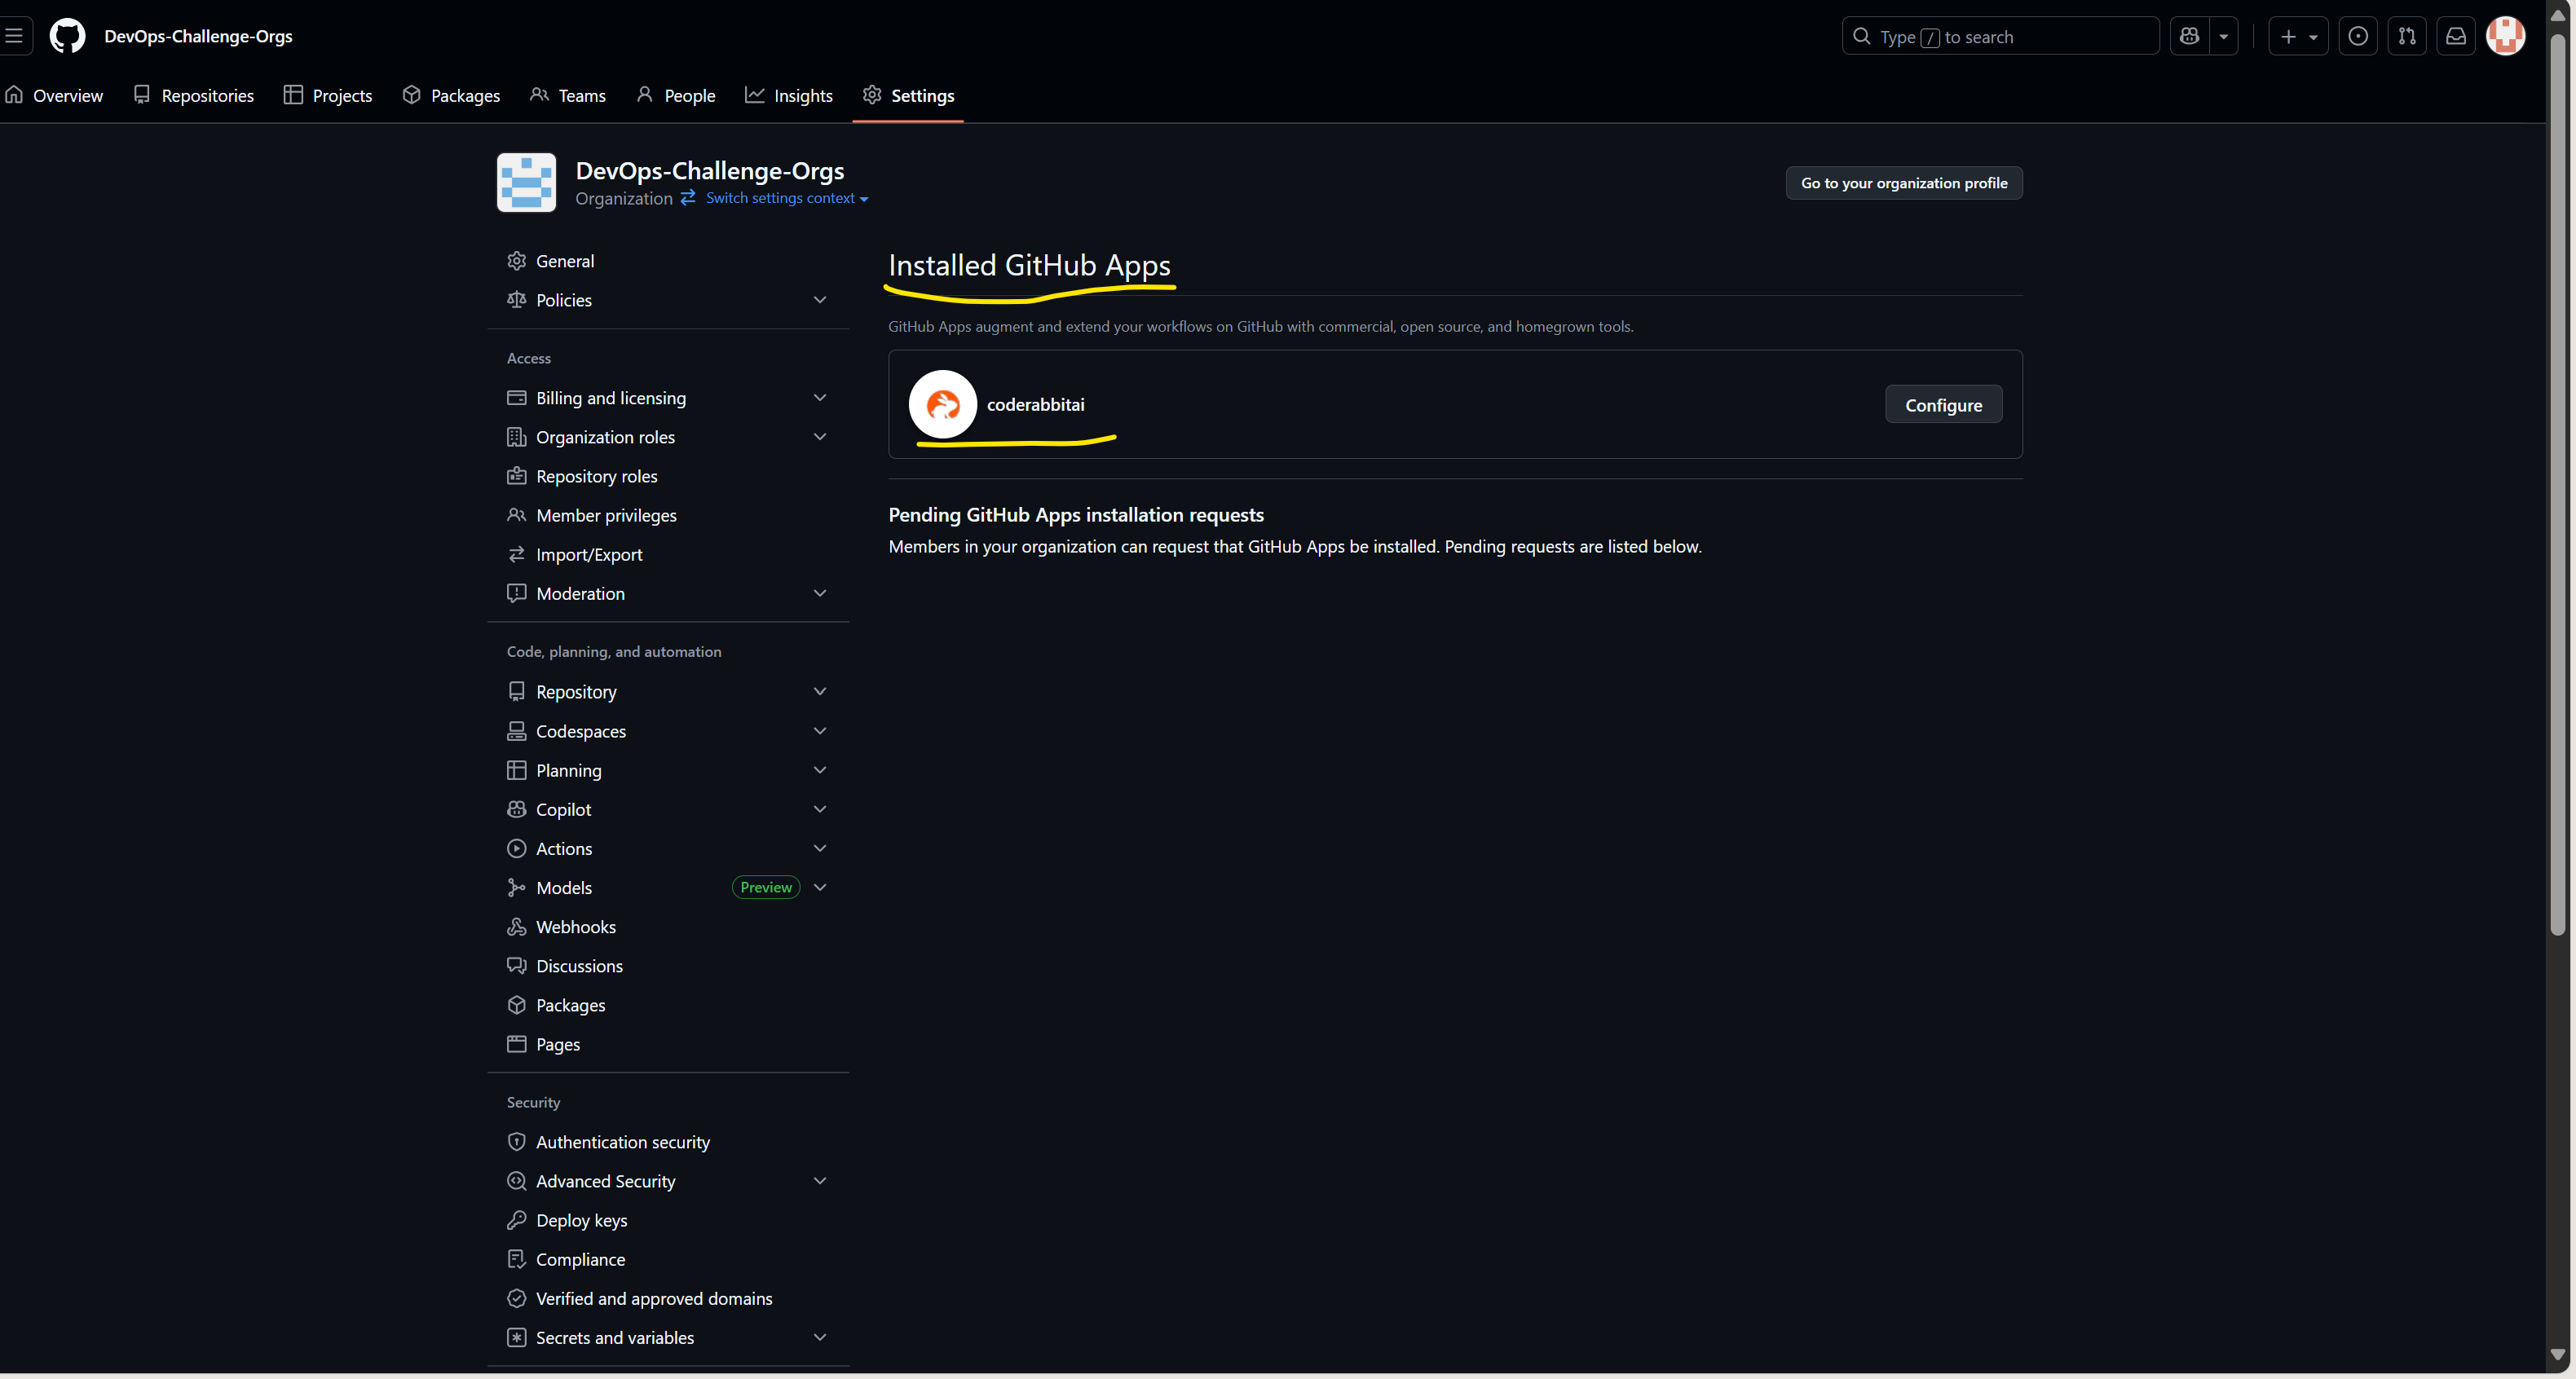 DevOps-Challenge-Orgs
Type / to search
Overview
Repositories
Projects
Packages
Teams
People
Insights
Settings
DevOps-Challenge-Orgs
Organization
Switch settings context
Go to your organization profile
General
Policies
Access
Billing and licensing
Organization roles
Repository roles
Member privileges
Import/Export
Moderation
Code, planning, and automation
Repository
Codespaces
Planning
Copilot
Actions
Models Preview
Webhooks
Discussions
Packages
Pages
Security
Authentication security
Advanced Security
Deploy keys
Compliance
Verified and approved domains
Secrets and variables
Installed GitHub Apps
GitHub Apps augment and extend your workflows on GitHub with commercial, open source, and homegrown tools.
coderabbitai
Configure
Pending GitHub Apps installation requests
Members in your organization can request that GitHub Apps be installed. Pending requests are listed below.